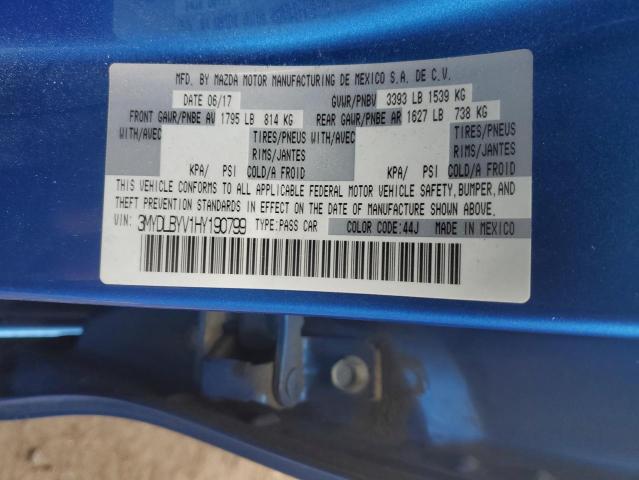 MFD. BY MAZDA MOTOR MANUFACTURING DE MEXICO S.A. DE C.V.
DATE 06/17 GVWR/PNBV 3393 LB 1539 KG
FRONT GAWR/PNBE AV 1795 LB 814 KG REAR GAWR/PNBE AR 1627 LB 738 KG
WITH/AVEC TIRES/PNEUS WITH/AVEC TIRES/PNEUS
RIMS/JANTES RIMS/JANTES
KPA/ PSI COLD/A FROID KPA/ PSI COLD/A FROID
THIS VEHICLE CONFORMS TO ALL APPLICABLE FEDERAL MOTOR VEHICLE SAFETY, BUMPER, AND
THEFT PREVENTION STANDARDS IN EFFECT ON THE DATE OF MANUFACTURE SHOWN ABOVE.
VIN: 3MYDLBYV1HY190799 TYPE:PASS CAR COLOR CODE:44J MADE IN MEXICO